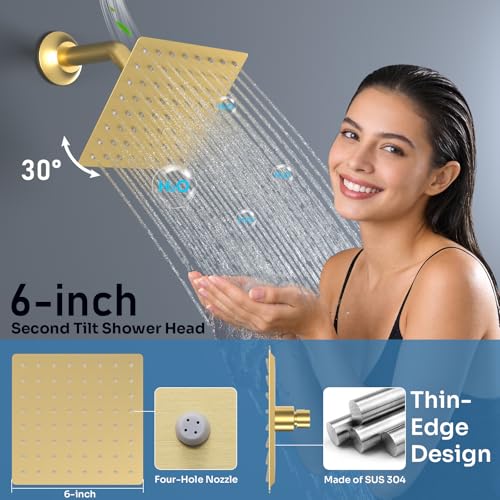 30°
H₂O
H₂O
6-inch
Second Tilt Shower Head
6-inch
Four-Hole Nozzle
Made of SUS 304
Thin-
Edge
Design